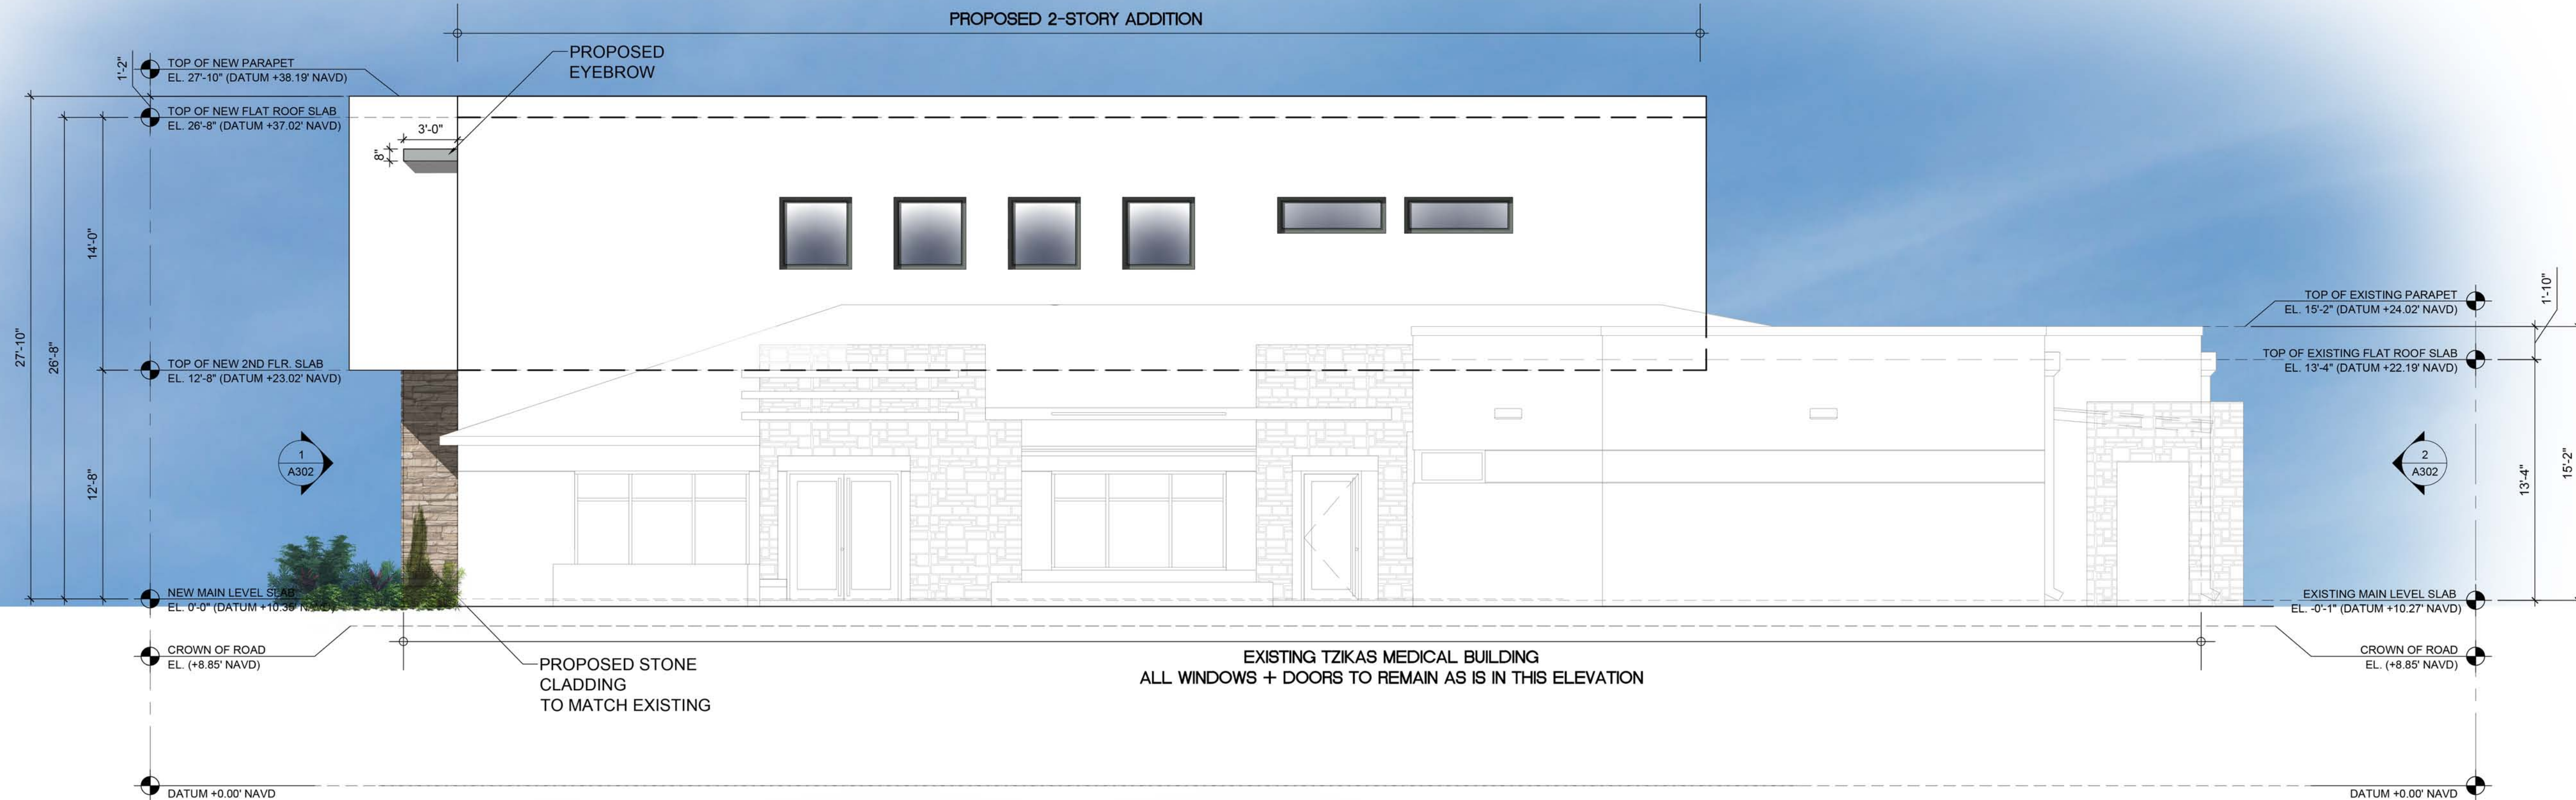 PROPOSED 2-STORY ADDITION
PROPOSED
EYEBROW
1'-2"
TOP OF NEW PARAPET
EL. 27'-10" (DATUM +38.19' NAVD)
TOP OF NEW FLAT ROOF SLAB
EL. 26'-8" (DATUM +37.02' NAVD)
3'-0"
8"
14'-0"
27'-10"
26'-8"
12'-8"
TOP OF NEW 2ND FLR. SLAB
EL. 12'-8" (DATUM +23.02' NAVD)
1
A302
NEW MAIN LEVEL SLAB
EL. 0'-0" (DATUM +10.35' NAVD)
CROWN OF ROAD
EL. (+8.85' NAVD)
PROPOSED STONE
CLADDING
TO MATCH EXISTING
DATUM +0.00' NAVD
EXISTING TZIKAS MEDICAL BUILDING
ALL WINDOWS + DOORS TO REMAIN AS IS IN THIS ELEVATION
1'-10"
TOP OF EXISTING PARAPET
EL. 15'-2" (DATUM +24.02' NAVD)
TOP OF EXISTING FLAT ROOF SLAB
EL. 13'-4" (DATUM +22.19' NAVD)
2
A302
13'-4"
15'-2"
EXISTING MAIN LEVEL SLAB
EL. -0'-1" (DATUM +10.27' NAVD)
CROWN OF ROAD
EL. (+8.85' NAVD)
DATUM +0.00' NAVD